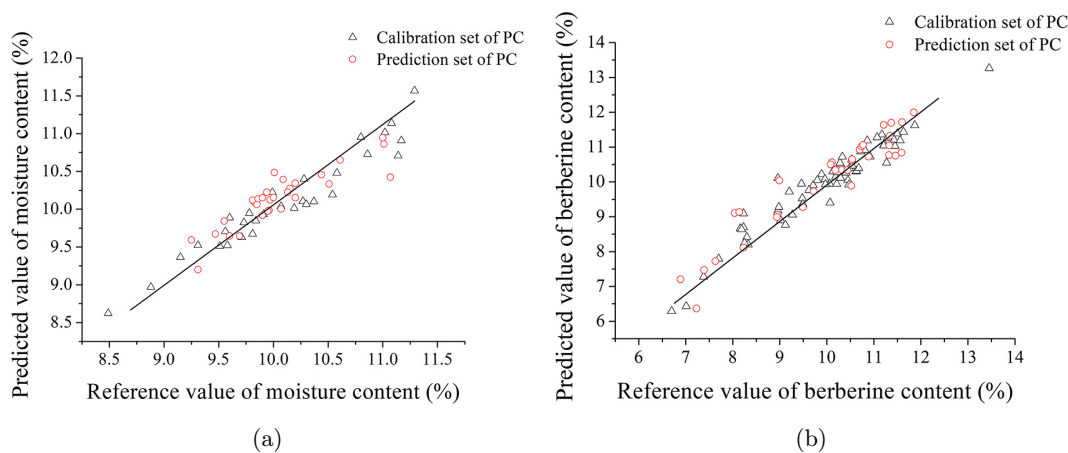 (a)
Calibration set of PC
Prediction set of PC
Predicted value of moisture content (%)
12.0
11.5
11.0
10.5
10.0
9.5
9.0
8.5
8.5 9.0 9.5 10.0 10.5 11.0 11.5
Reference value of moisture content (%)
(a)
(b)
Calibration set of PC
Prediction set of PC
Predicted value of berberine content (%)
14
13
12
11
10
9
8
7
6
6 7 8 9 10 11 12 13 14
Reference value of berberine content (%)
(b)